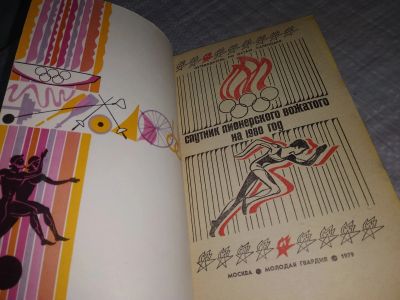 СПУТНИК ПИОНЕРСКОГО ВОЖАТОГО
НА 1980 ГОД
МОСКВА • МОЛОДАЯ ГВАРДИЯ • 1979